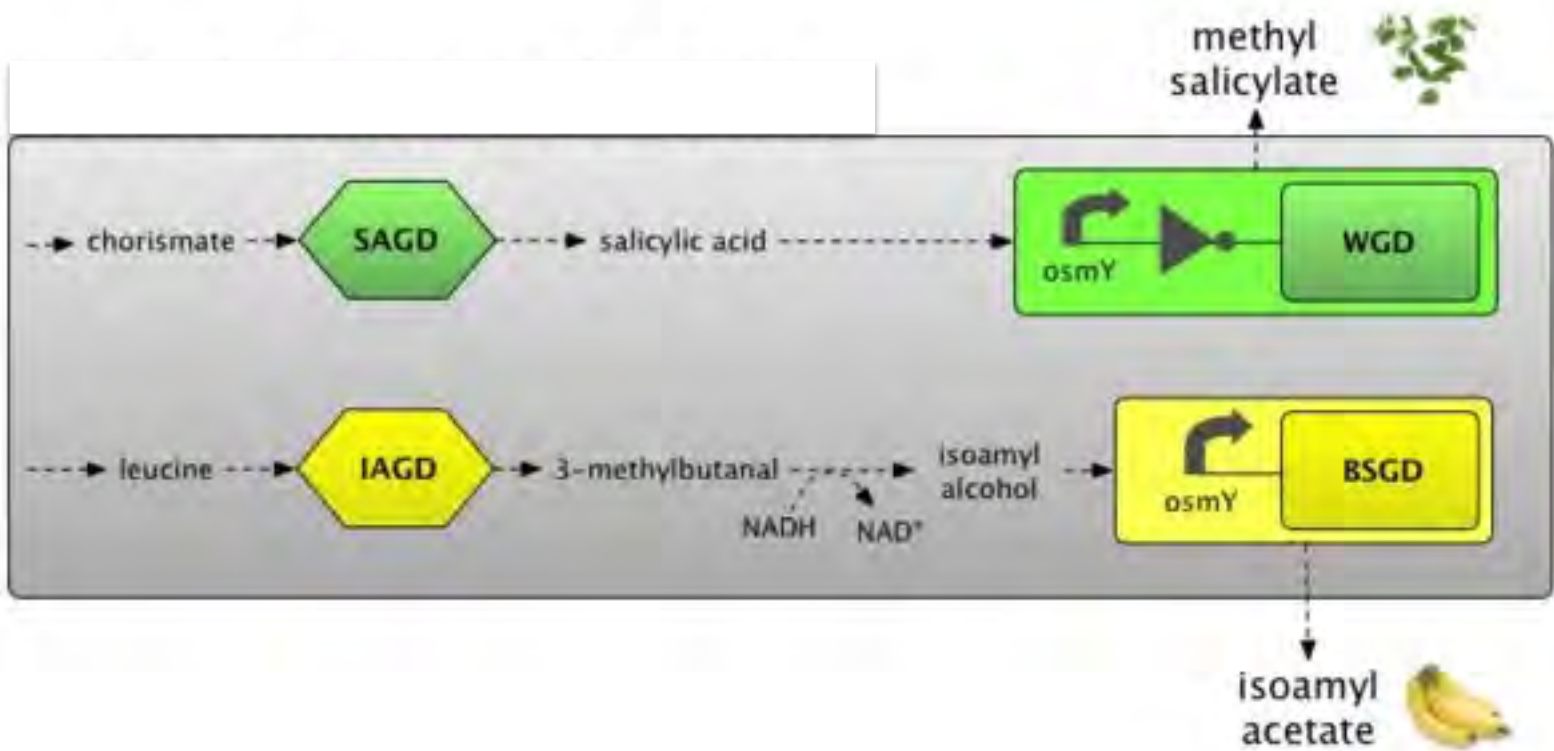 methyl
salicylate
chorismate
SAGD
salicylic acid
osmY
WGD
leucine
IAGD
3-methylbutanal
NADH
NAD⁺
isoamyl
alcohol
osmY
BSGD
isoamyl
acetate